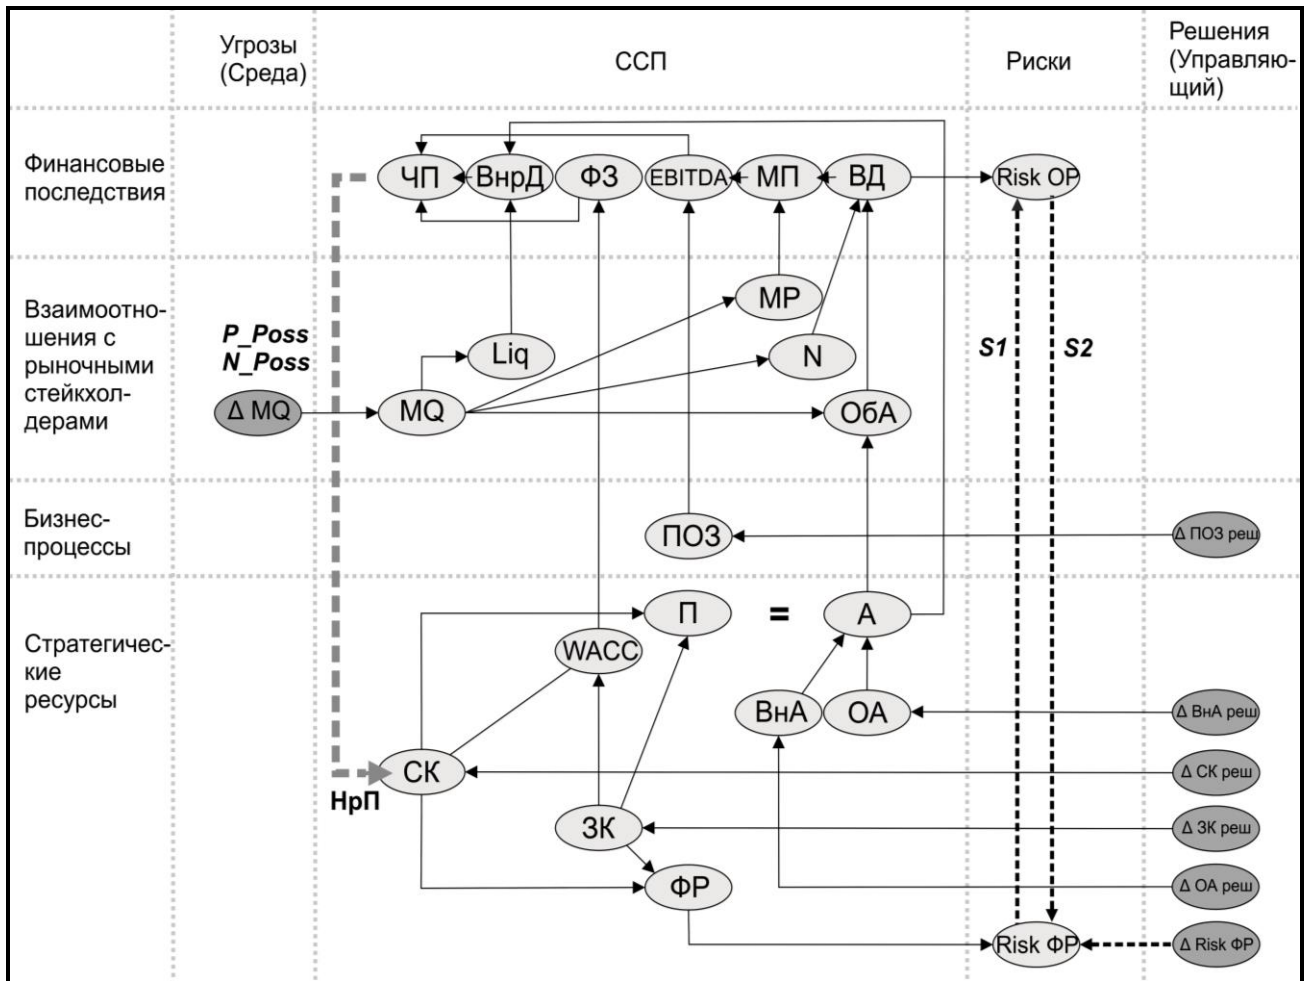 Угрозы
(Среда)
ССП
Риски
Решения
(Управляю-
щий)
Финансовые
последствия
ЧП
ВнрД
ФЗ
EBITDA
МП
ВД
Risk ОР
Взаимоотно-
шения с
рыночными
стейкхол-
дерами
P_Poss
N_Poss
Δ MQ
MQ
Liq
MP
N
ОбА
S1
S2
Бизнес-
процессы
ПОЗ
Δ ПОЗ реш
Стратегичес-
кие
ресурсы
П
=
А
WACC
ВнА
ОА
Δ ВнА реш
СК
НрП
Δ СК реш
ЗК
Δ ЗК реш
ФР
Δ ОА реш
Risk ФР
Δ Risk ФР